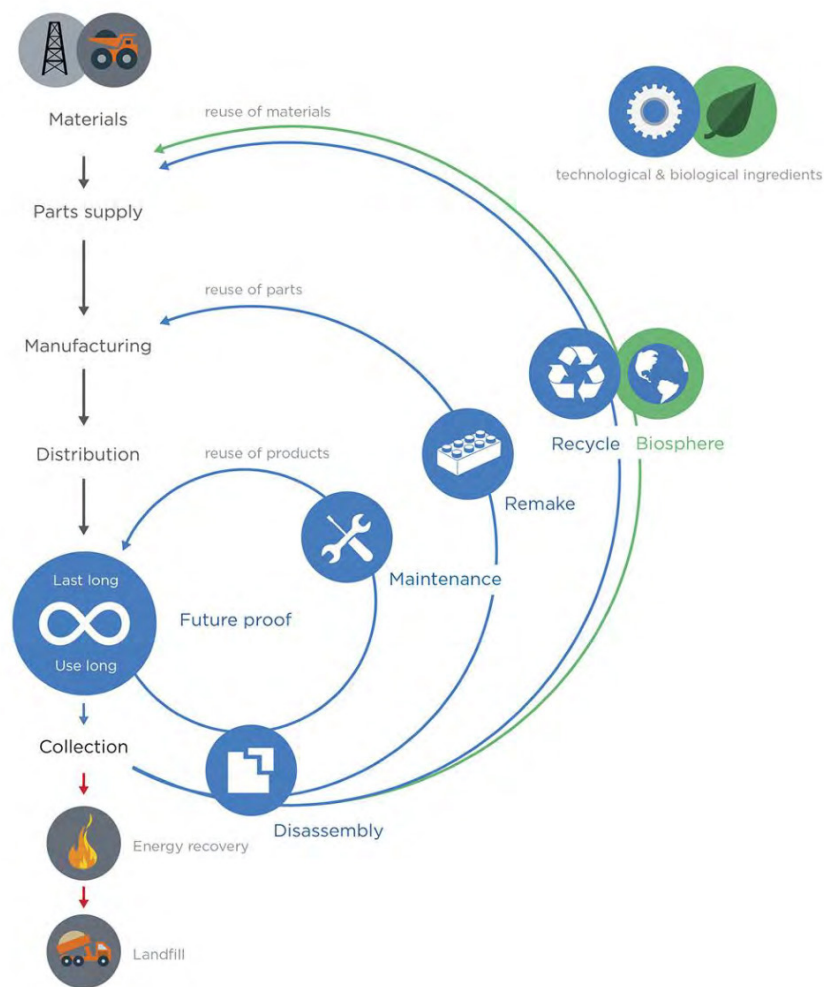 Materials
reuse of materials
technological & biological ingredients
Parts supply
reuse of parts
Manufacturing
Recycle
Biosphere
Distribution
reuse of products
Remake
Maintenance
Last long
Use long
Future proof
Collection
Disassembly
Energy recovery
Landfill